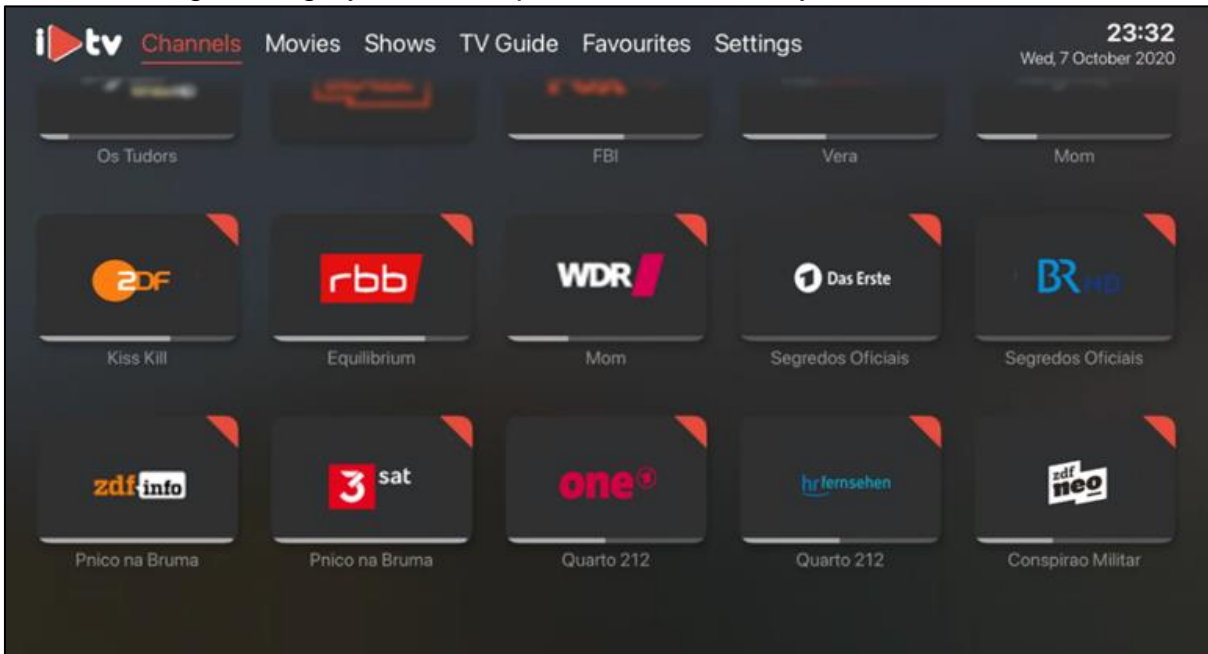 i tv Channels Movies Shows TV Guide Favourites Settings 23:32
Wed, 7 October 2020
Os Tudors FBI Vera Mom
ZDF rbb WDR 1 Das Erste BR HD
Kiss Kill Equilibrium Mom Segredos Oficiais Segredos Oficiais
zdf info 3 sat one 1 hr fernsehen zdf neo
Pnico na Bruma Pnico na Bruma Quarto 212 Quarto 212 Conspirao Militar